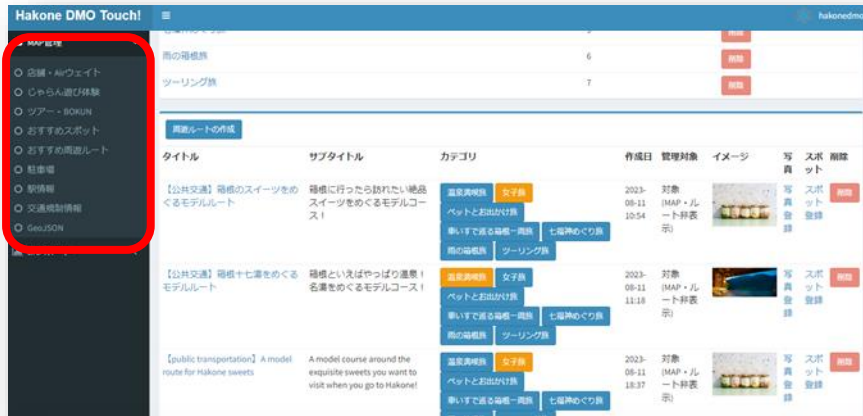 Hakone DMO Touch!
hakonedmo
MAP管理
店舗・Airウェイト
じゃらん遊び体験
ツアー・BOKUN
おすすめスポット
おすすめ周遊ルート
駐車場
駅情報
交通規制情報
GeoJSON
削除
雨の箱根旅 6 削除
ツーリング旅 7 削除
周遊ルートの作成
タイトル サブタイトル カテゴリ 作成日 管理対象 イメージ 写真 スポット 削除
【公共交通】箱根のスイーツをめ
ぐるモデルルート
箱根に行ったら訪れたい絶品
スイーツをめぐるモデルコー
ス！
温泉満喫旅 女子旅
ペットとお出かけ旅
車いすで巡る箱根一周旅 七福神めぐり旅
雨の箱根旅 ツーリング旅
2023-
08-11
10:54
対象
(MAP・ル
ート非表
示)
写真登録
スポット登録
削除
【公共交通】箱根十七湯をめぐる
モデルルート
箱根といえばやっぱり温泉！
名湯をめぐるモデルコース！
温泉満喫旅 女子旅
ペットとお出かけ旅
車いすで巡る箱根一周旅 七福神めぐり旅
雨の箱根旅 ツーリング旅
2023-
08-11
11:18
対象
(MAP・ル
ート非表
示)
写真登録
スポット登録
削除
【public transportation】A model
route for Hakone sweets
A model course around the
exquisite sweets you want to
visit when you go to Hakone!
温泉満喫旅 女子旅
ペットとお出かけ旅
車いすで巡る箱根一周旅 七福神めぐり旅
2023-
08-11
18:37
対象
(MAP・ル
ート非表
示)
写真登録
スポット登録
削除